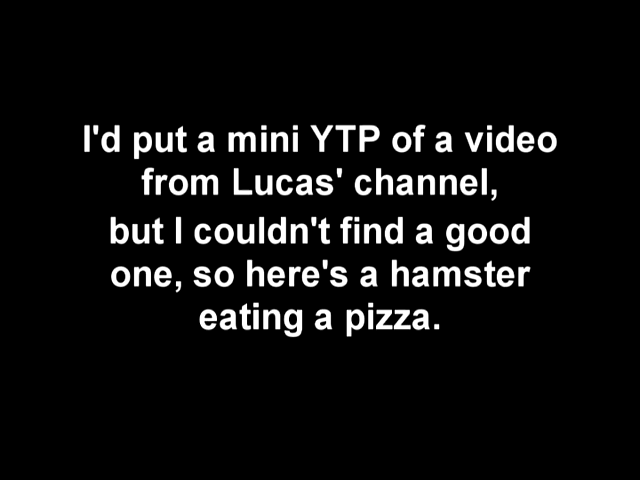 I'd put a mini YTP of a video
from Lucas' channel,
but I couldn't find a good
one, so here's a hamster
eating a pizza.